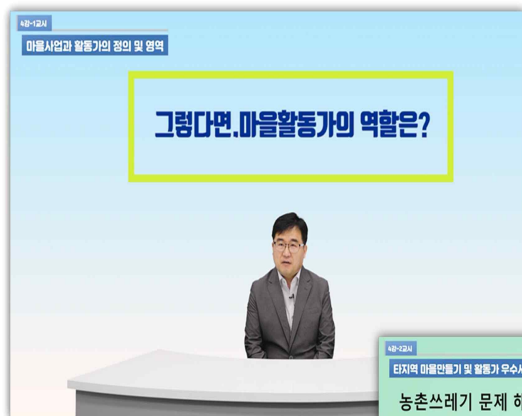 4강-1교시
마을사업과 활동가의 정의 및 영역
그렇다면,마을활동가의 역할은?
4강-2교시
타지역 마을만들기 및 활동가 우수
농촌쓰레기 문제 해